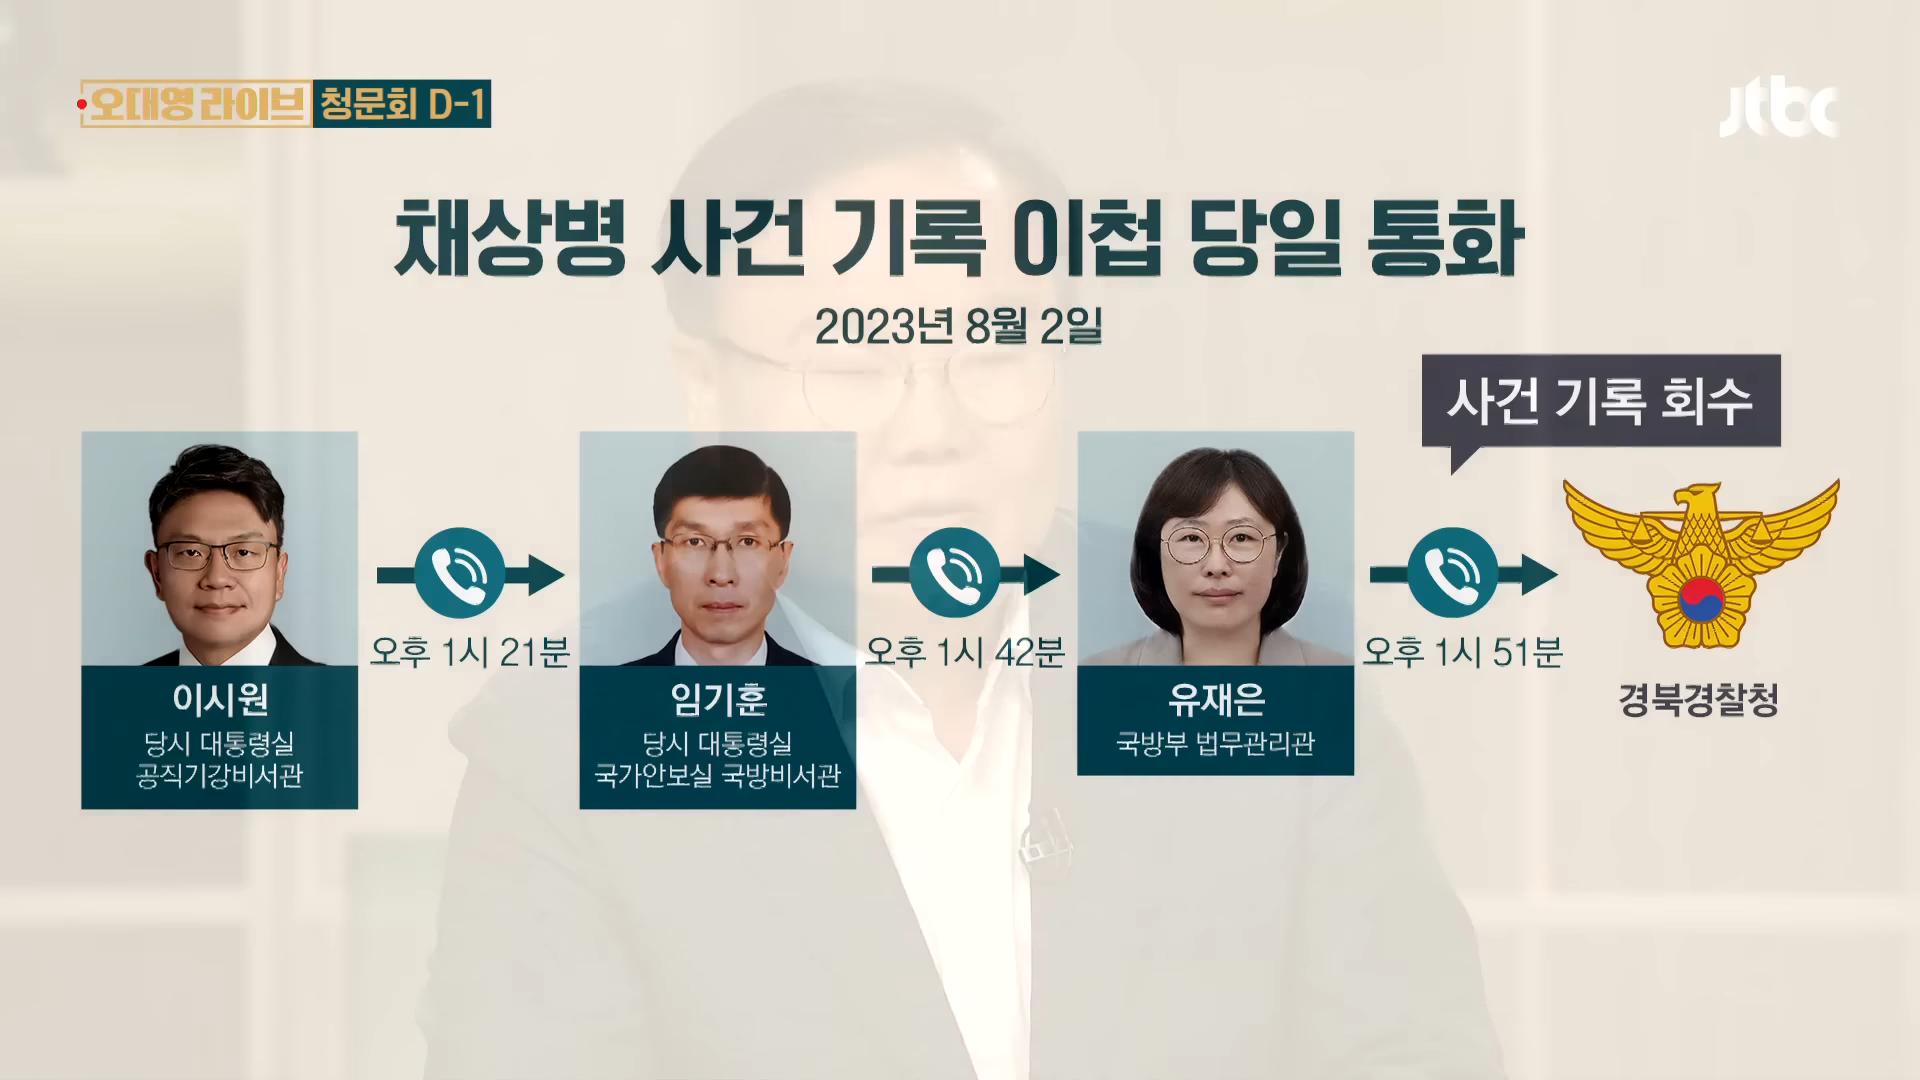 오대영 라이브 청문회 D-1
jtbc
채상병 사건 기록 이첩 당일 통화
2023년 8월 2일
사건 기록 회수
오후 1시 21분
오후 1시 42분
오후 1시 51분
이시원
당시 대통령실
공직기강비서관
임기훈
당시 대통령실
국가안보실 국방비서관
유재은
국방부 법무관리관
경북경찰청